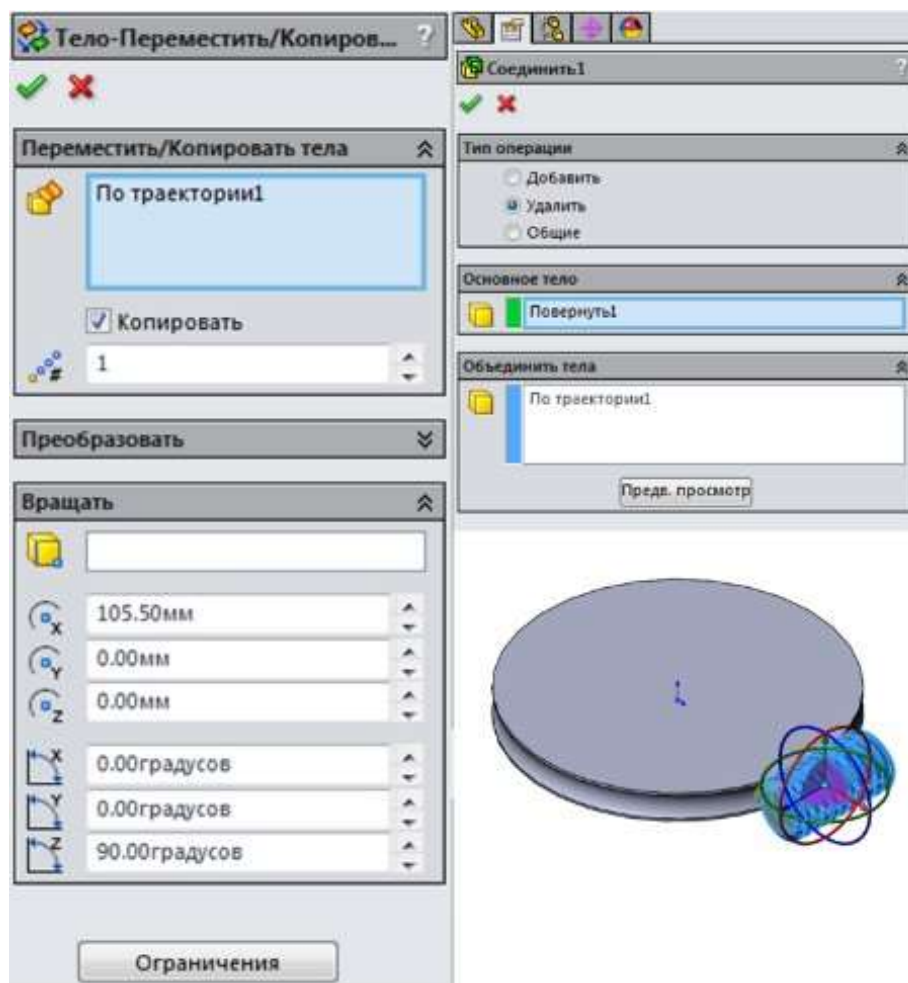 Тело-Переместить/Копиров... ?
Переместить/Копировать тела
По траектории1
Копировать
#
1
Преобразовать
Вращать
X
105.50мм
Y
0.00мм
Z
0.00мм
X
0.00градусов
Y
0.00градусов
Z
90.00градусов
Ограничения
Соединить1 ?
Тип операции
Добавить
Удалить
Общие
Основное тело
Повернуть1
Объединить тела
По траектории1
Предв. просмотр